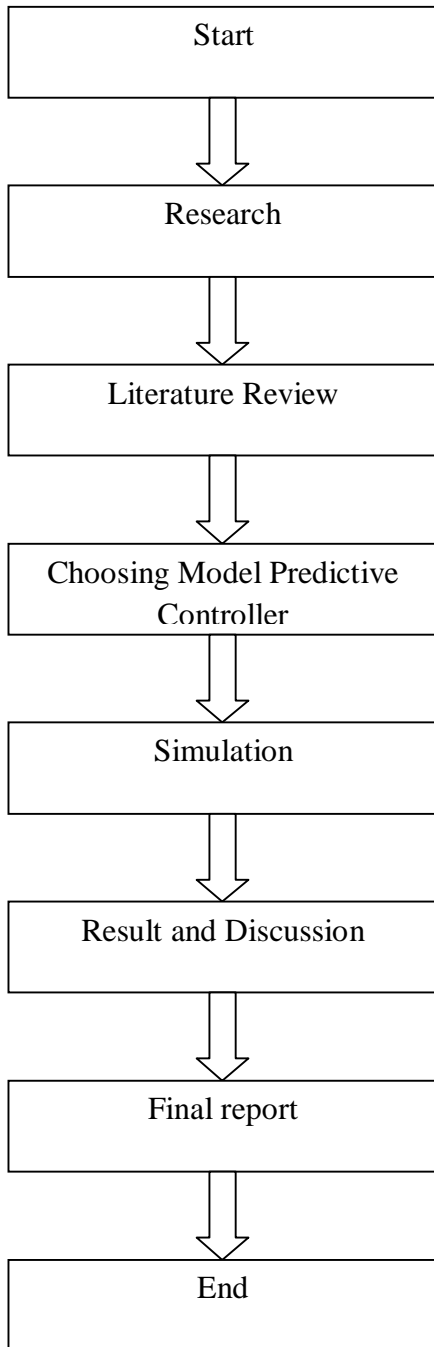 Start
Research
Literature Review
Choosing Model Predictive
Controller
Simulation
Result and Discussion
Final report
End